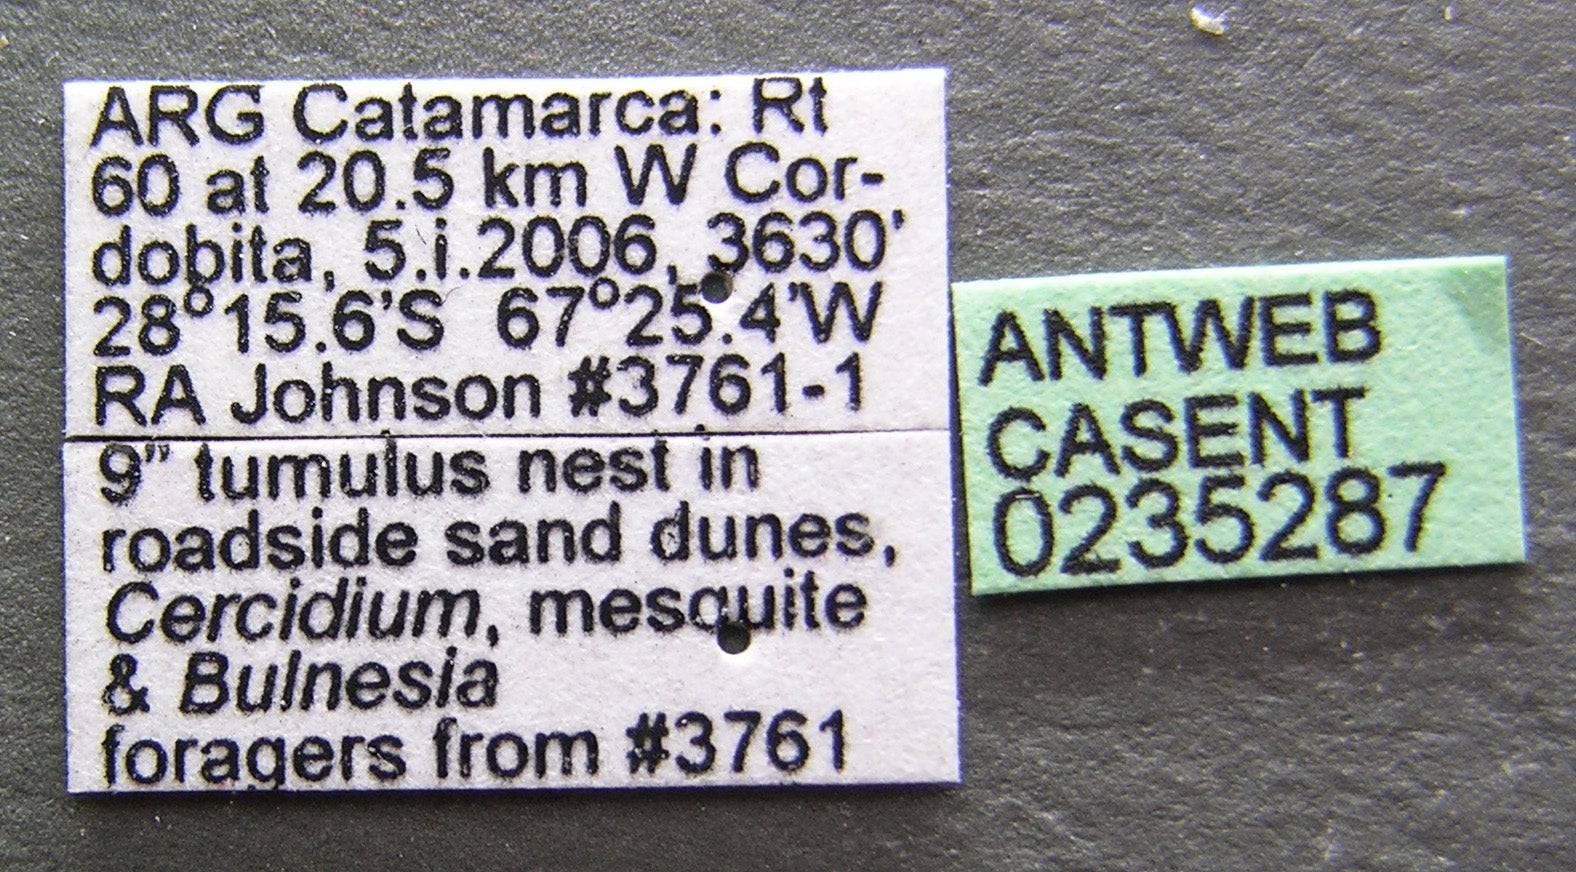 ARG Catamarca: Rt
60 at 20.5 km W Cor-
dobita, 5.i.2006, 3630'
28°15.6'S 67°25.4'W
RA Johnson #3761-1
9" tumulus nest in
roadside sand dunes,
Cercidium, mesquite
& Bulnesia
foragers from #3761
ANTWEB
CASENT
0235287